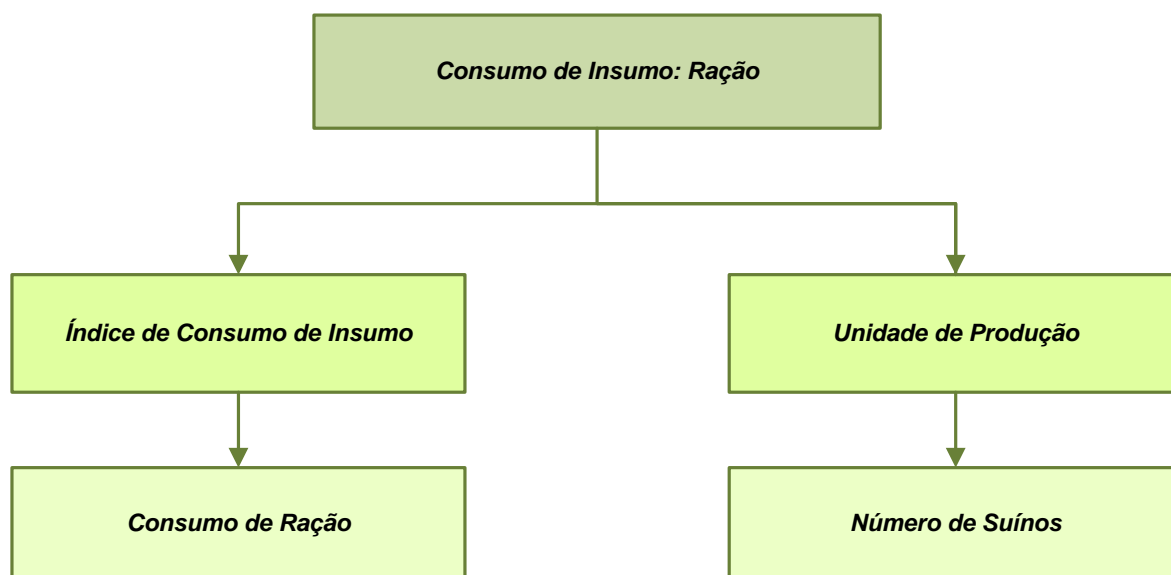 Consumo de Insumo: Ração
Índice de Consumo de Insumo
Unidade de Produção
Consumo de Ração
Número de Suínos